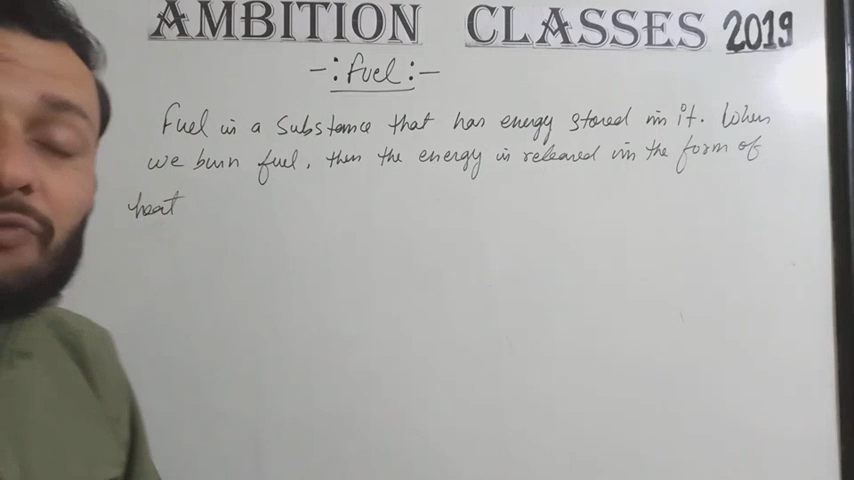 AMBITION CLASSES 2019
-: Fuel :-
Fuel is a substance that has energy stored in it. When
we burn fuel, then the energy is released in the form of
heat